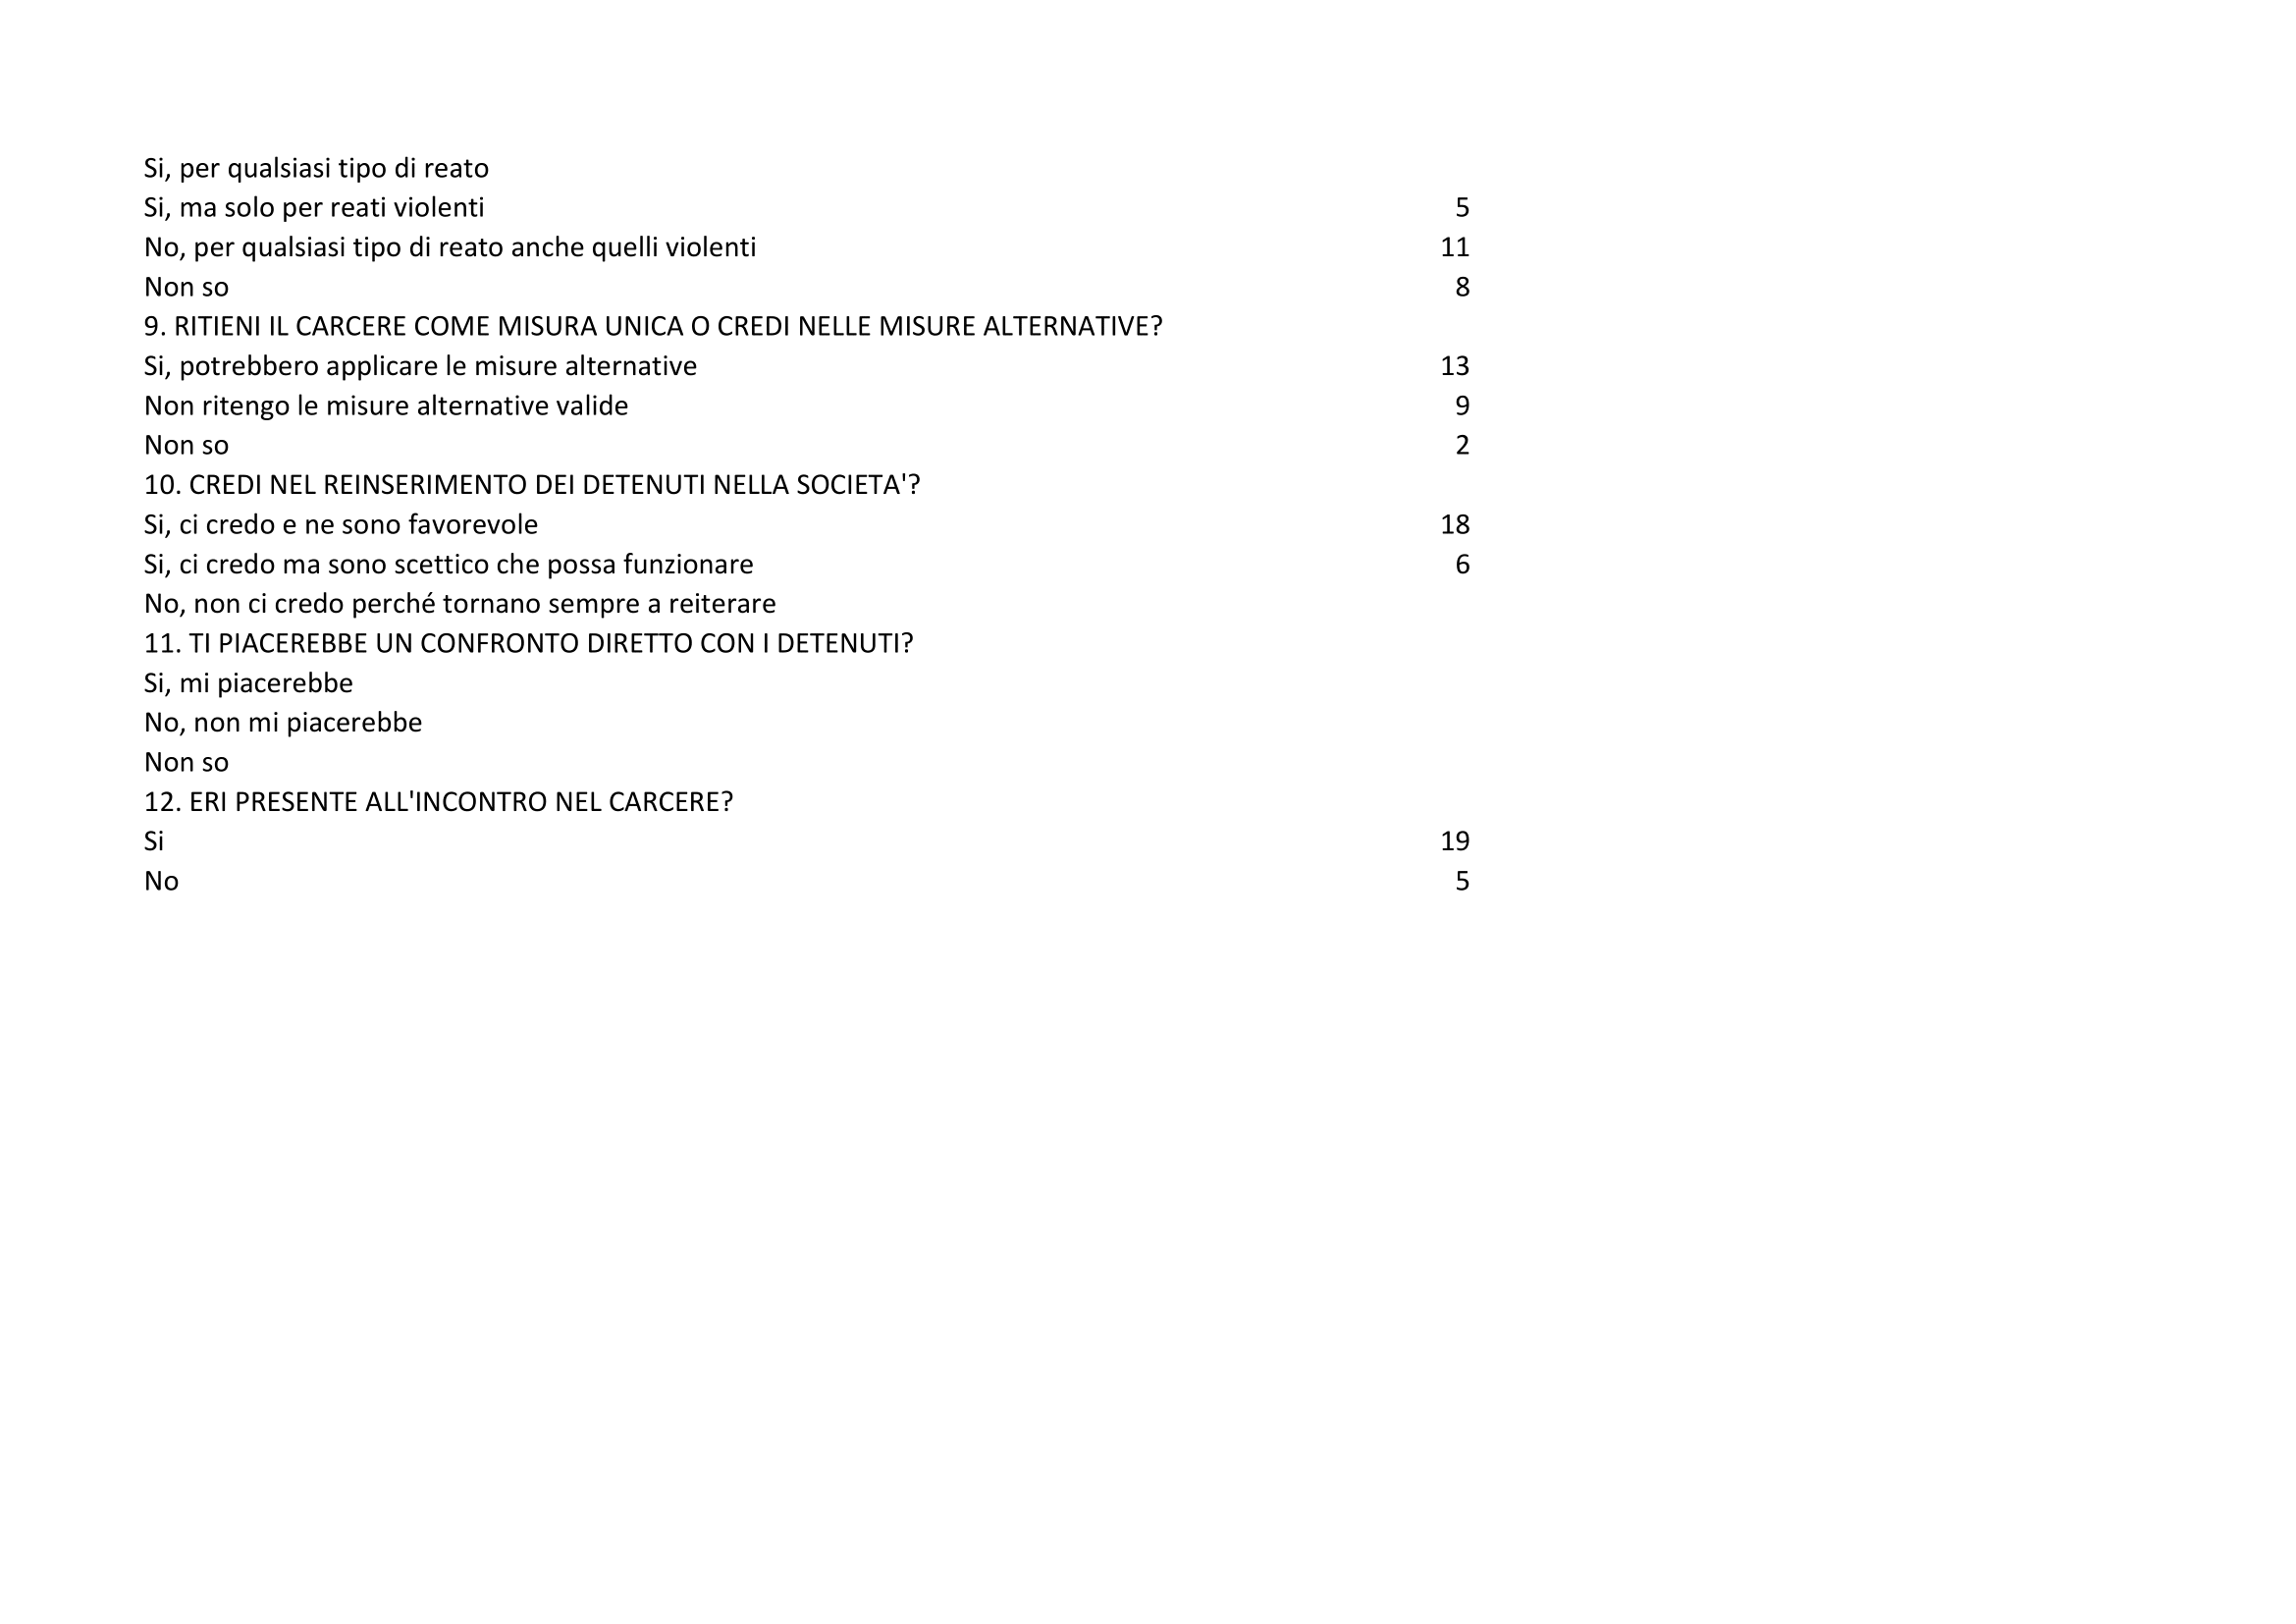 Si, per qualsiasi tipo di reato
Si, ma solo per reati violenti 5
No, per qualsiasi tipo di reato anche quelli violenti 11
Non so 8
9. RITIENI IL CARCERE COME MISURA UNICA O CREDI NELLE MISURE ALTERNATIVE?
Si, potrebbero applicare le misure alternative 13
Non ritengo le misure alternative valide 9
Non so 2
10. CREDI NEL REINSERIMENTO DEI DETENUTI NELLA SOCIETA'?
Si, ci credo e ne sono favorevole 18
Si, ci credo ma sono scettico che possa funzionare 6
No, non ci credo perché tornano sempre a reiterare
11. TI PIACEREBBE UN CONFRONTO DIRETTO CON I DETENUTI?
Si, mi piacerebbe
No, non mi piacerebbe
Non so
12. ERI PRESENTE ALL'INCONTRO NEL CARCERE?
Si 19
No 5